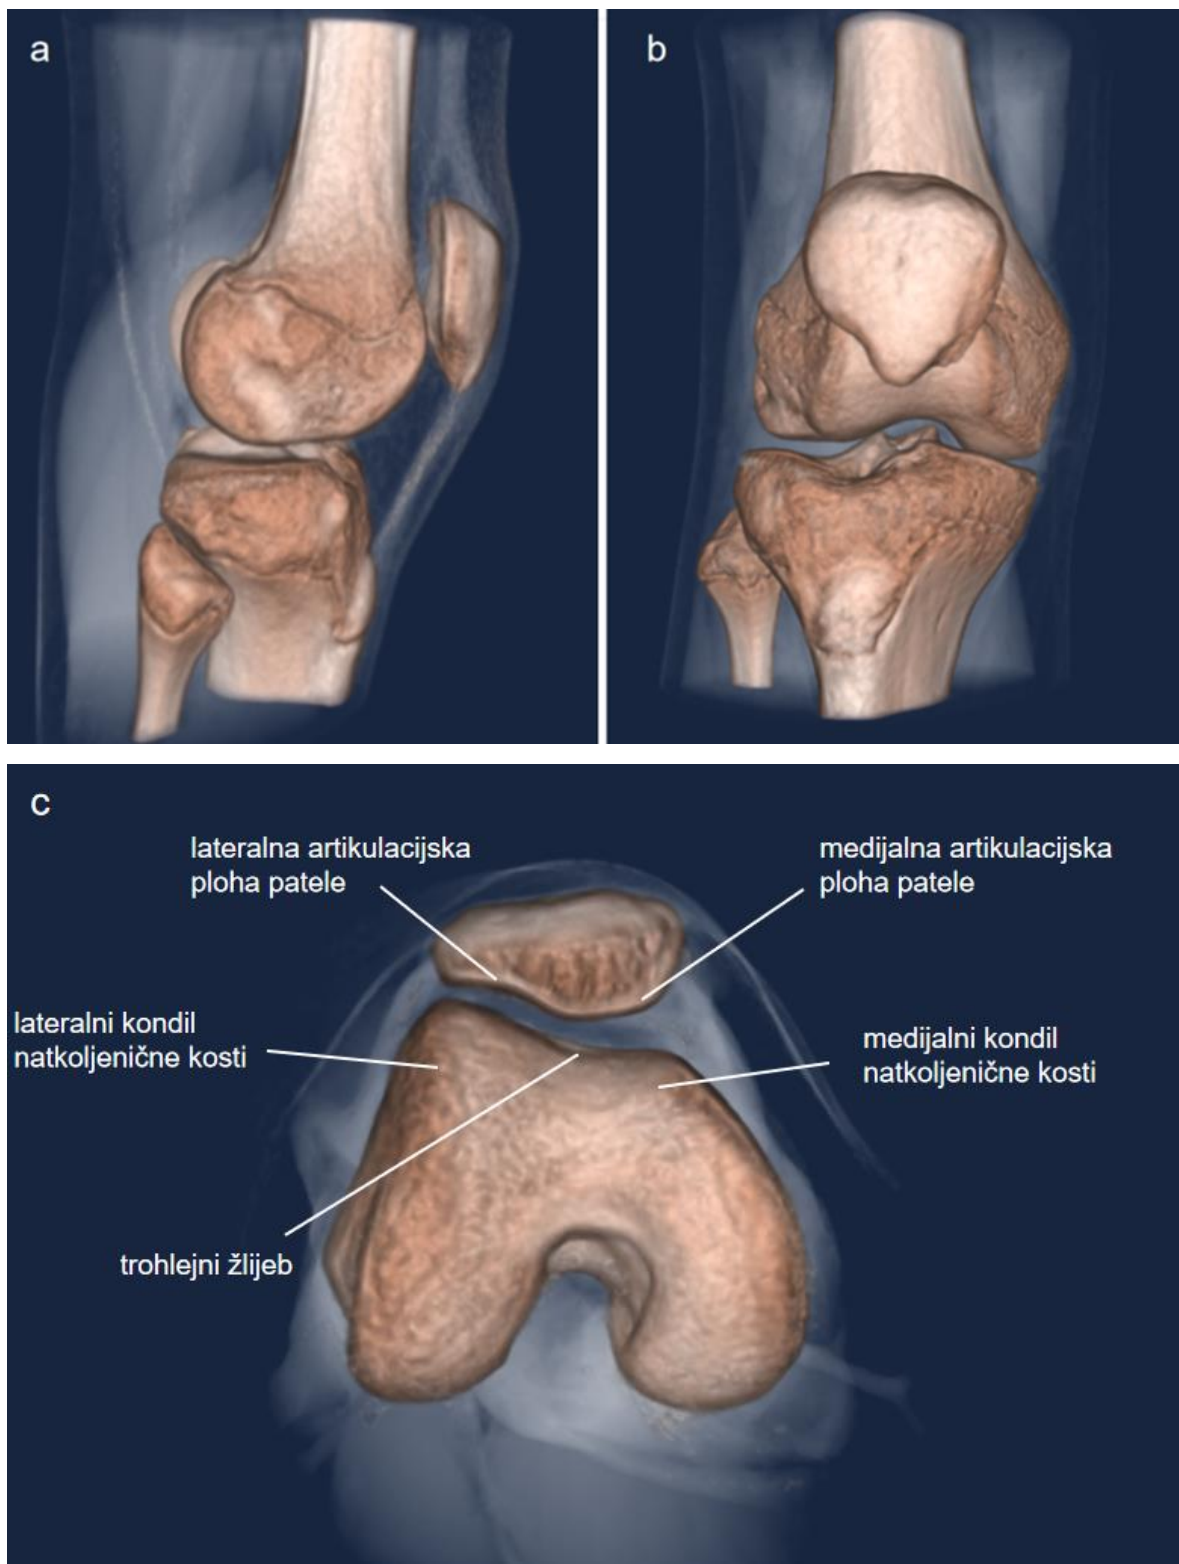 a
b
c
lateralna artikulacijska
ploha patele
medijalna artikulacijska
ploha patele
lateralni kondil
natkoljenične kosti
medijalni kondil
natkoljenične kosti
trohlejni žlijeb